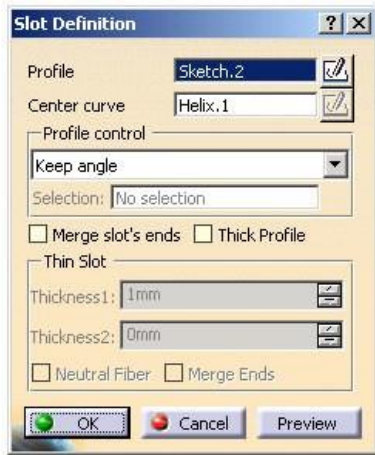 Slot Definition ? X
Profile Sketch.2
Center curve Helix.1
Profile control
Keep angle
Selection: No selection
Merge slot's ends Thick Profile
Thin Slot
Thickness1: 1mm
Thickness2: 0mm
Neutral Fiber Merge Ends
OK Cancel Preview